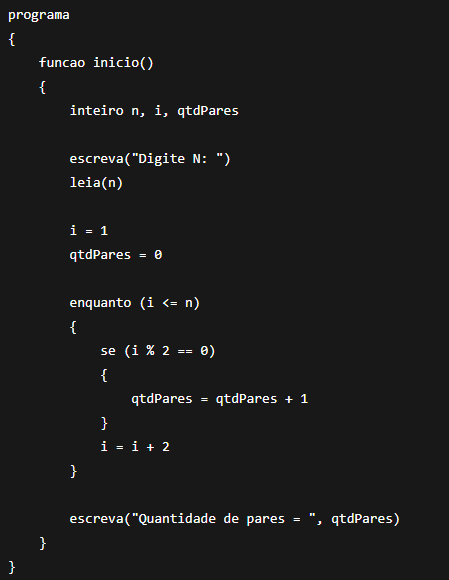 programa
{
    funcao inicio()
    {
        inteiro n, i, qtdPares

        escreva("Digite N: ")
        leia(n)

        i = 1
        qtdPares = 0

        enquanto (i <= n)
        {
            se (i % 2 == 0)
            {
                qtdPares = qtdPares + 1
            }
            i = i + 2
        }

        escreva("Quantidade de pares = ", qtdPares)
    }
}